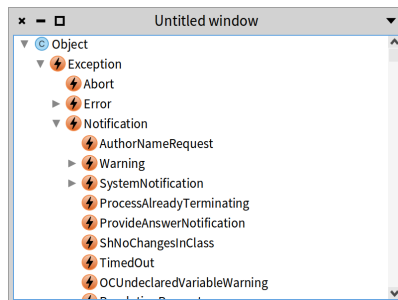 Untitled window
Object
Exception
Abort
Error
Notification
AuthorNameRequest
Warning
SystemNotification
ProcessAlreadyTerminating
ProvideAnswerNotification
ShNoChangesInClass
TimedOut
OCUndeclaredVariableWarning